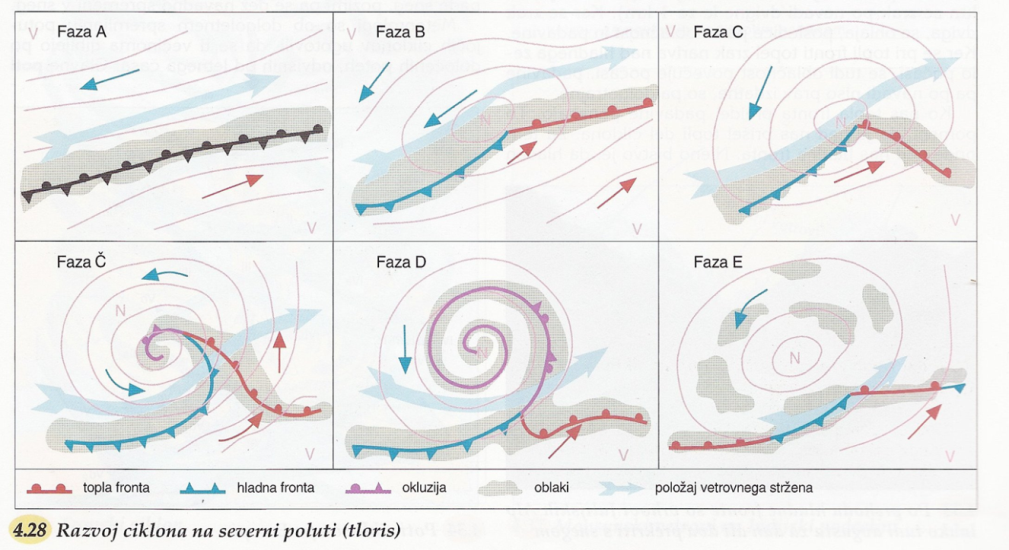 Faza A
V
V
Faza B
V
N
V
Faza C
V
N
V
Faza Č
N
V
Faza D
N
V
Faza E
N
V
topla fronta
hladna fronta
okluzija
oblaki
položaj vetrovnega stržena
4.28 Razvoj ciklona na severni poluti (tloris)